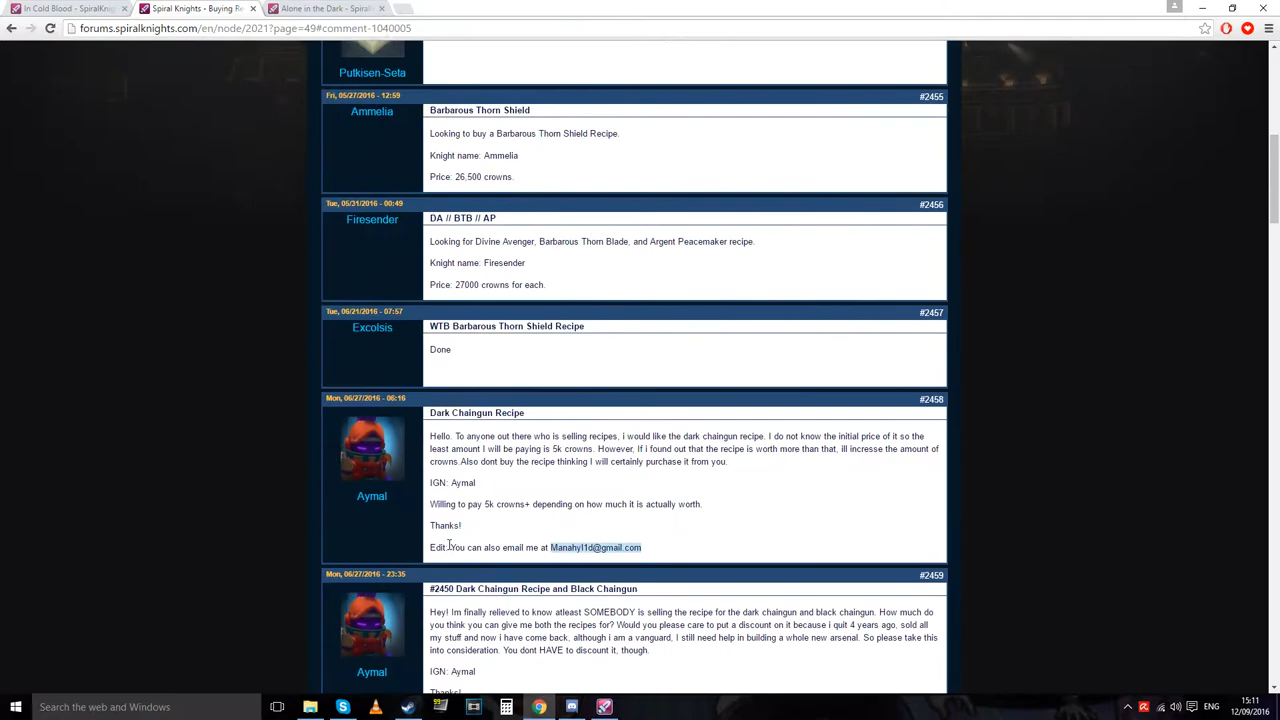 In Cold Blood - SpiralKnigh
Spiral Knights - Buying Re
Alone in the Dark - Spirals
forums.spiralknights.com/en/node/2021?page=49#comment-1040005
Putkisen-Seta
Fri, 05/27/2016 - 12:59
#2455
Ammelia
Barbarous Thorn Shield
Looking to buy a Barbarous Thorn Shield Recipe.
Knight name: Ammelia
Price: 26,500 crowns.
Tue, 05/31/2016 - 00:49
#2456
Firesender
DA // BTB // AP
Looking for Divine Avenger, Barbarous Thorn Blade, and Argent Peacemaker recipe.
Knight name: Firesender
Price: 27000 crowns for each.
Tue, 06/21/2016 - 07:57
#2457
Excolsis
WTB Barbarous Thorn Shield Recipe
Done
Mon, 06/27/2016 - 06:16
#2458
Aymal
Dark Chaingun Recipe
Hello. To anyone out there who is selling recipes, i would like the dark chaingun recipe. I do not know the initial price of it so the
least amount I will be paying is 5k crowns. However, If i found out that the recipe is worth more than that, ill incresse the amount of
crowns.Also dont buy the recipe thinking I will certainly purchase it from you.
IGN: Aymal
Willing to pay 5k crowns+ depending on how much it is actually worth.
Thanks!
Edit: You can also email me at Manahyl1d@gmail.com
Mon, 06/27/2016 - 23:35
#2459
Aymal
#2450 Dark Chaingun Recipe and Black Chaingun
Hey! Im finally relieved to know atleast SOMEBODY is selling the recipe for the dark chaingun and black chaingun. How much do
you think you can give me both the recipes for? Would you please care to put a discount on it because i quit 4 years ago, sold all
my stuff and now i have come back, although i am a vanguard, I still need help in building a whole new arsenal. So please take this
into consideration. You dont HAVE to discount it, though.
IGN: Aymal
Thanks!
Search the web and Windows
99
ENG
15:11
12/09/2016